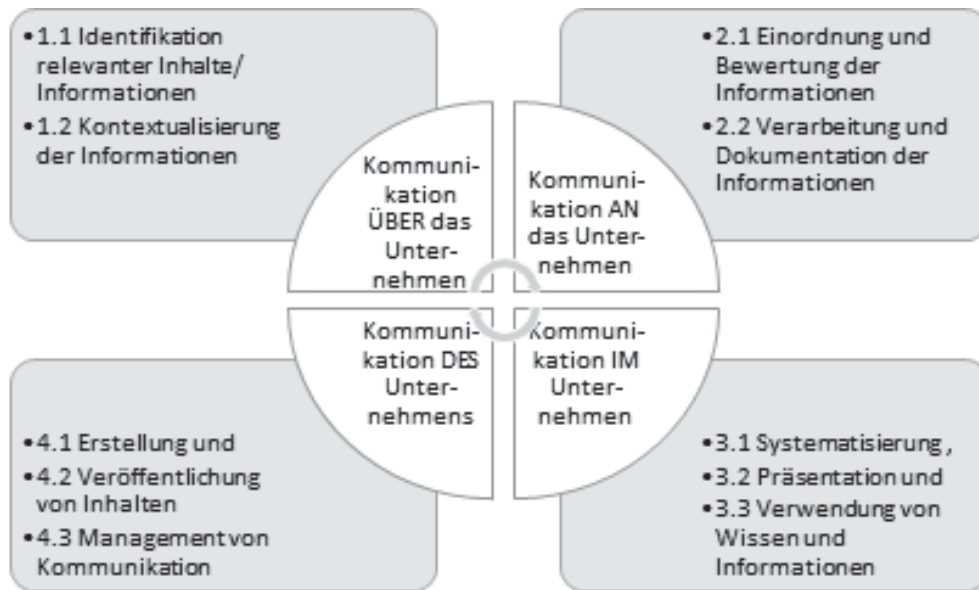 •1.1 Identifikation
relevanter Inhalte/
Informationen
•1.2 Kontextualisierung
der Informationen
•2.1 Einordnung und
Bewertung der
Informationen
•2.2 Verarbeitung und
Dokumentation der
Informationen
Kommuni-
kation
ÜBER das
Unter-
nehmen
Kommuni-
kation AN
das Unter-
nehmen
Kommuni-
kation DES
Unter-
nehmens
Kommuni-
kation IM
Unter-
nehmen
•4.1 Erstellung und
•4.2 Veröffentlichung
von Inhalten
•4.3 Management von
Kommunikation
•3.1 Systematisierung,
•3.2 Präsentation und
•3.3 Verwendung von
Wissen und
Informationen